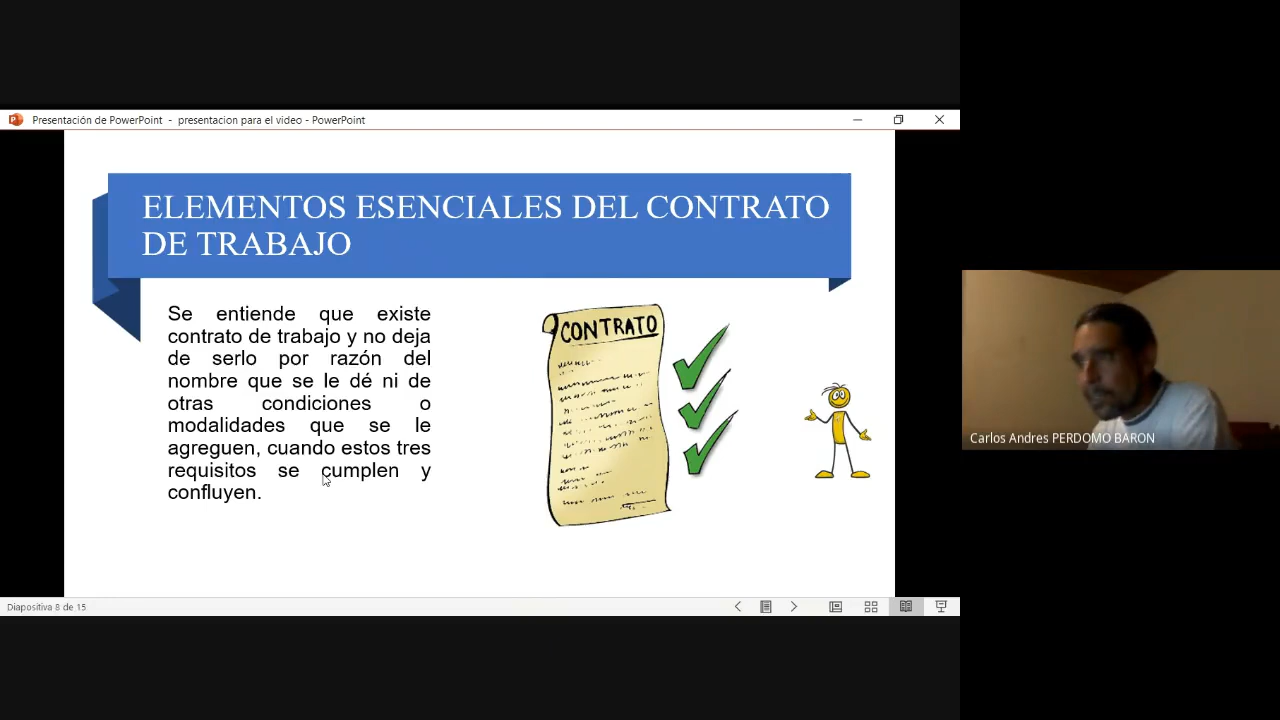 Presentación de PowerPoint - presentacion para el video - PowerPoint
ELEMENTOS ESENCIALES DEL CONTRATO
DE TRABAJO
Se entiende que existe
contrato de trabajo y no deja
de serlo por razón del
nombre que se le dé ni de
otras condiciones o
modalidades que se le
agreguen, cuando estos tres
requisitos se cumplen y
confluyen.
CONTRATO
Carlos Andres PERDOMO BARON
Diapositiva 8 de 15